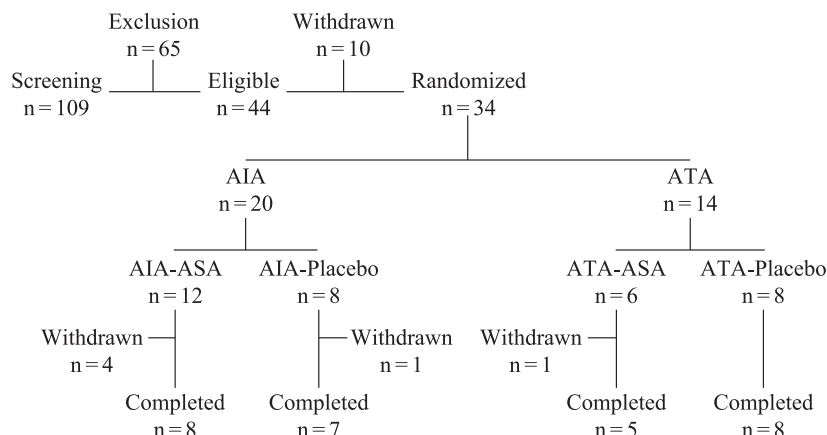 Exclusion
n=65
Withdrawn
n=10
Screening
n=109
Eligible
n=44
Randomized
n=34
AIA
n=20
ATA
n=14
AIA-ASA
n=12
AIA-Placebo
n=8
ATA-ASA
n=6
ATA-Placebo
n=8
Withdrawn
n=4
Withdrawn
n=1
Withdrawn
n=1
Completed
n=8
Completed
n=7
Completed
n=5
Completed
n=8